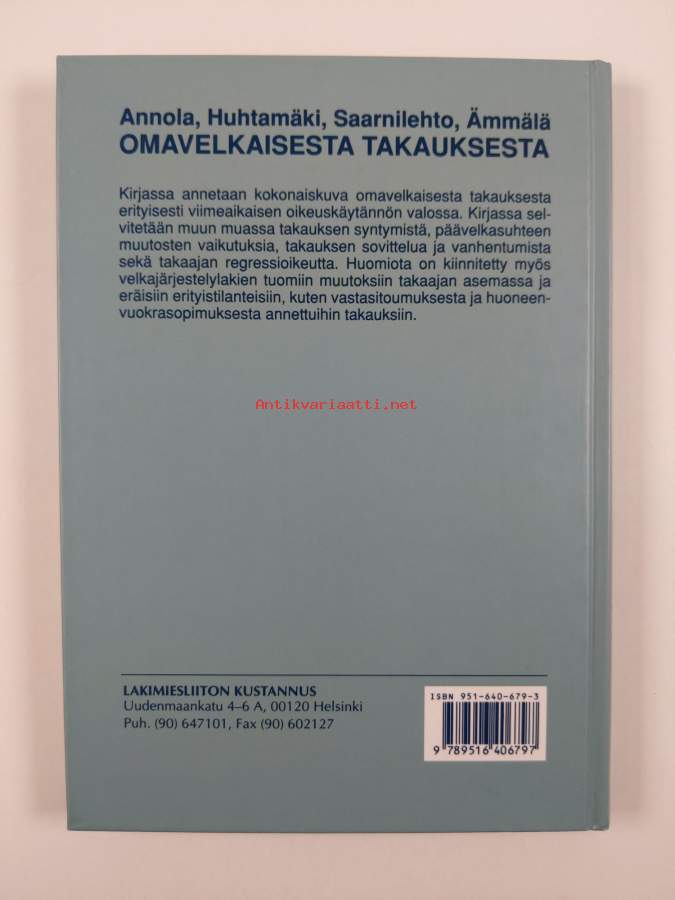 Annola, Huhtamäki, Saarnilehto, Ämmälä
OMAVELKAISESTA TAKAUKSESTA
Kirjassa annetaan kokonaiskuva omavelkaisesta takauksesta
erityisesti viimeaikaisen oikeuskäytännön valossa. Kirjassa sel-
vitetään muun muassa takauksen syntymistä, päävelkasuhteen
muutosten vaikutuksia, takauksen sovittelua ja vanhentumista
sekä takaajan regressioikeutta. Huomiota on kiinnitetty myös
velkajärjestelylakien tuomiin muutoksiin takaajan asemassa ja
eräisiin erityistilanteisiin, kuten vastasitoumuksesta ja huoneen-
vuokrasopimuksesta annettuihin takauksiin.
Antikvariaatti.net
LAKIMIESLIITON KUSTANNUS
Uudenmaankatu 4–6 A, 00120 Helsinki
Puh. (90) 647101, Fax (90) 602127
ISBN 951-640-679-3
9 789516 406797